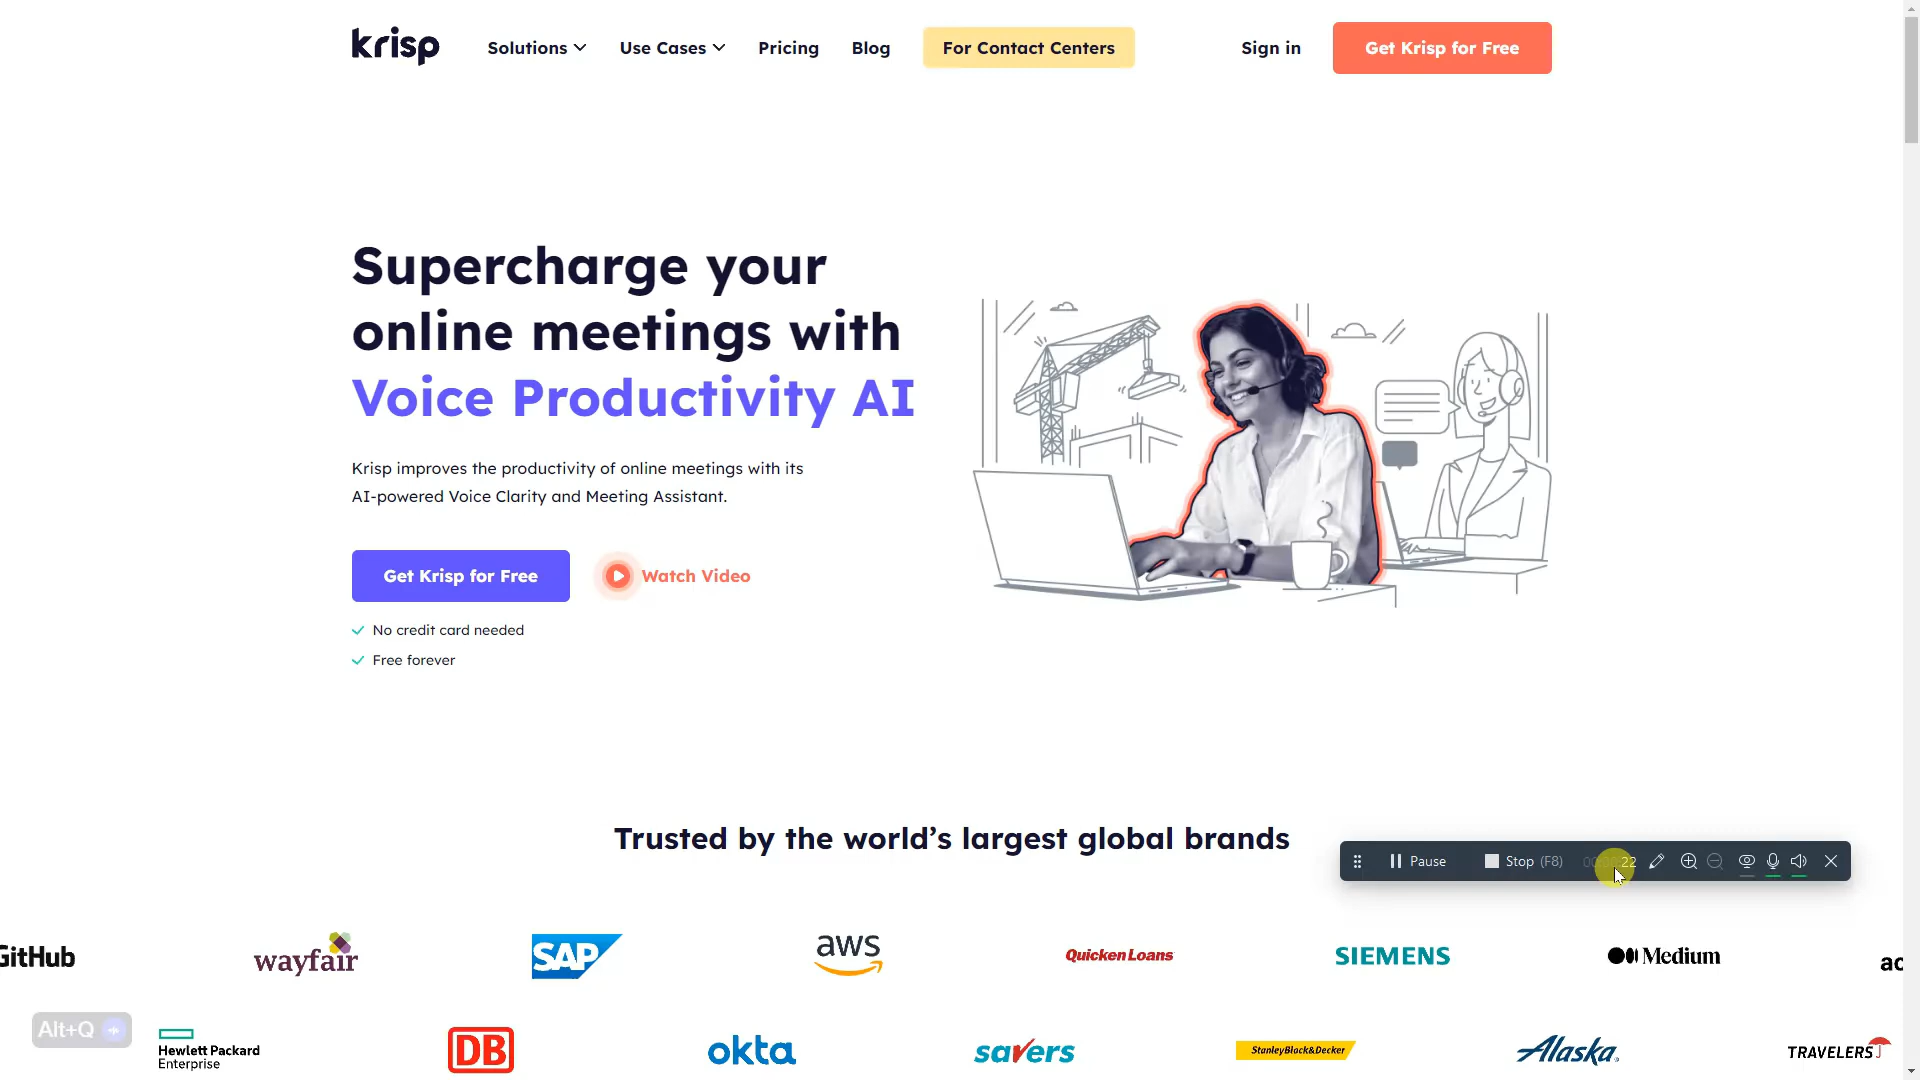 krisp
Solutions
Use Cases
Pricing
Blog
For Contact Centers
Sign in
Get Krisp for Free
Supercharge your
online meetings with
Voice Productivity AI
Krisp improves the productivity of online meetings with its
AI-powered Voice Clarity and Meeting Assistant.
Get Krisp for Free
Watch Video
No credit card needed
Free forever
Trusted by the world's largest global brands
Pause
Stop (F8)
22
GitHub
wayfair
SAP
aws
Quicken Loans
SIEMENS
Medium
ac
Alt+Q
Hewlett Packard
Enterprise
DB
okta
savers
StanleyBlack&Decker
Alaska
TRAVELERS